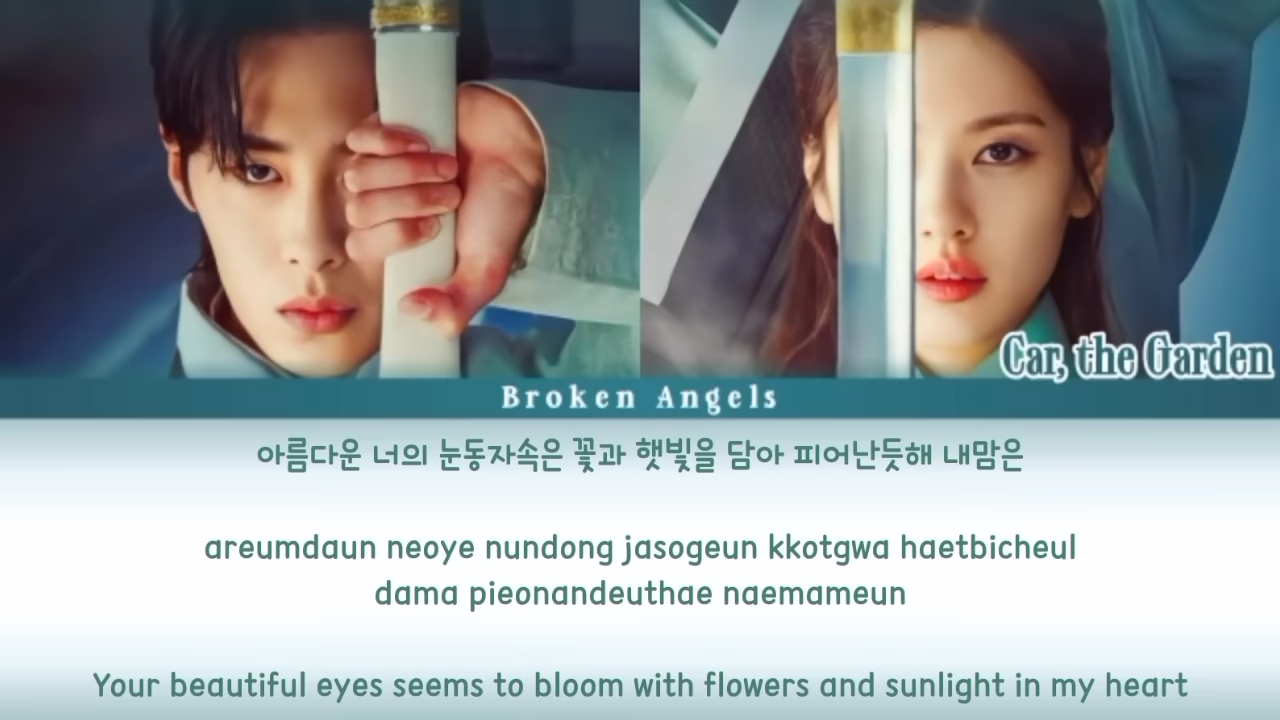 Car, the Garden
Broken Angels
아름다운 너의 눈동자속은 꽃과 햇빛을 담아 피어난듯해 내맘은
areumdaun neoye nundong jasogeun kkotgwa haetbicheul
dama pieonandeuthae naemameun
Your beautiful eyes seems to bloom with flowers and sunlight in my heart